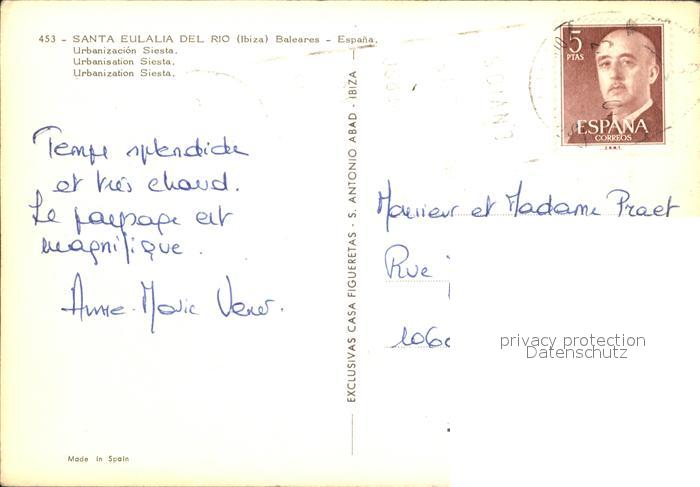 453 - SANTA EULALIA DEL RIO (Ibiza) Baleares - España.
Urbanización Siesta.
Urbanisation Siesta.
Urbanization Siesta.
5
PTAS
ESPAÑA
CORREOS
F.N.M.T.
Temps splendide
et très chaud.
Le paysage est
magnifique.
Anne-Marie
EXCLUSIVAS CASA FIGUERETAS - S. ANTONIO ABAD - IBIZA
Monsieur et Madame Praet
Rue
1060
privacy protection
Datenschutz
Made in Spain